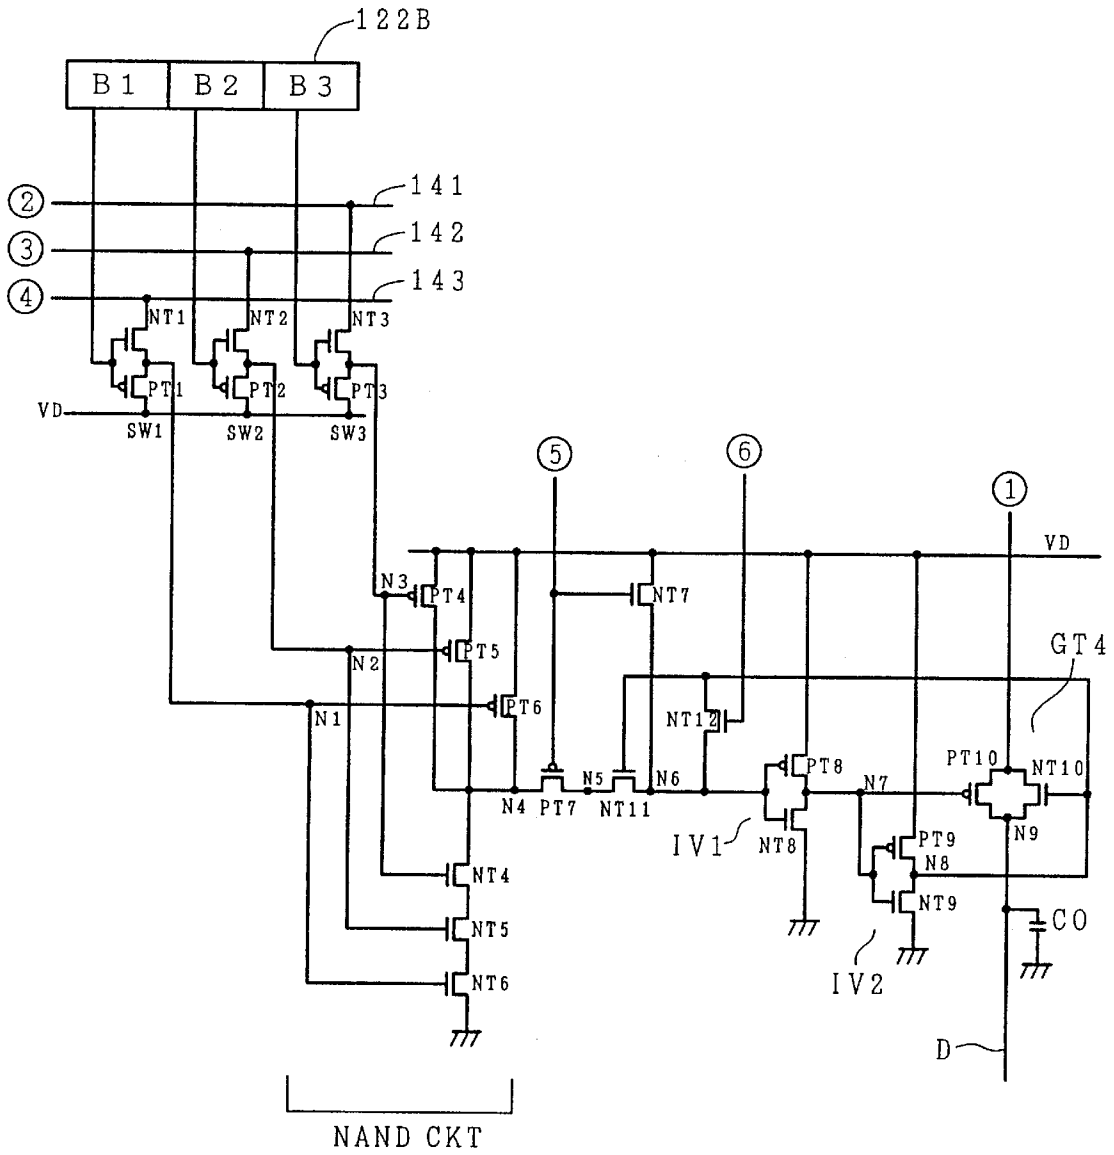 122B
B1 B2 B3
② 141
③ 142
④ 143
NT1 NT2 NT3
PT1 PT2 PT3
VD
SW1 SW2 SW3
⑤ ⑥ ①
VD
N3 PT4 NT7
N2 PT5 GT4
N1 PT6 NT12
PT10 NT10
N4 PT7 N5 NT11 N6 PT8 N7
IV1 NT8 PT9 N8 N9
NT4 NT9 CO
NT5
IV2
NT6
D
NAND CKT